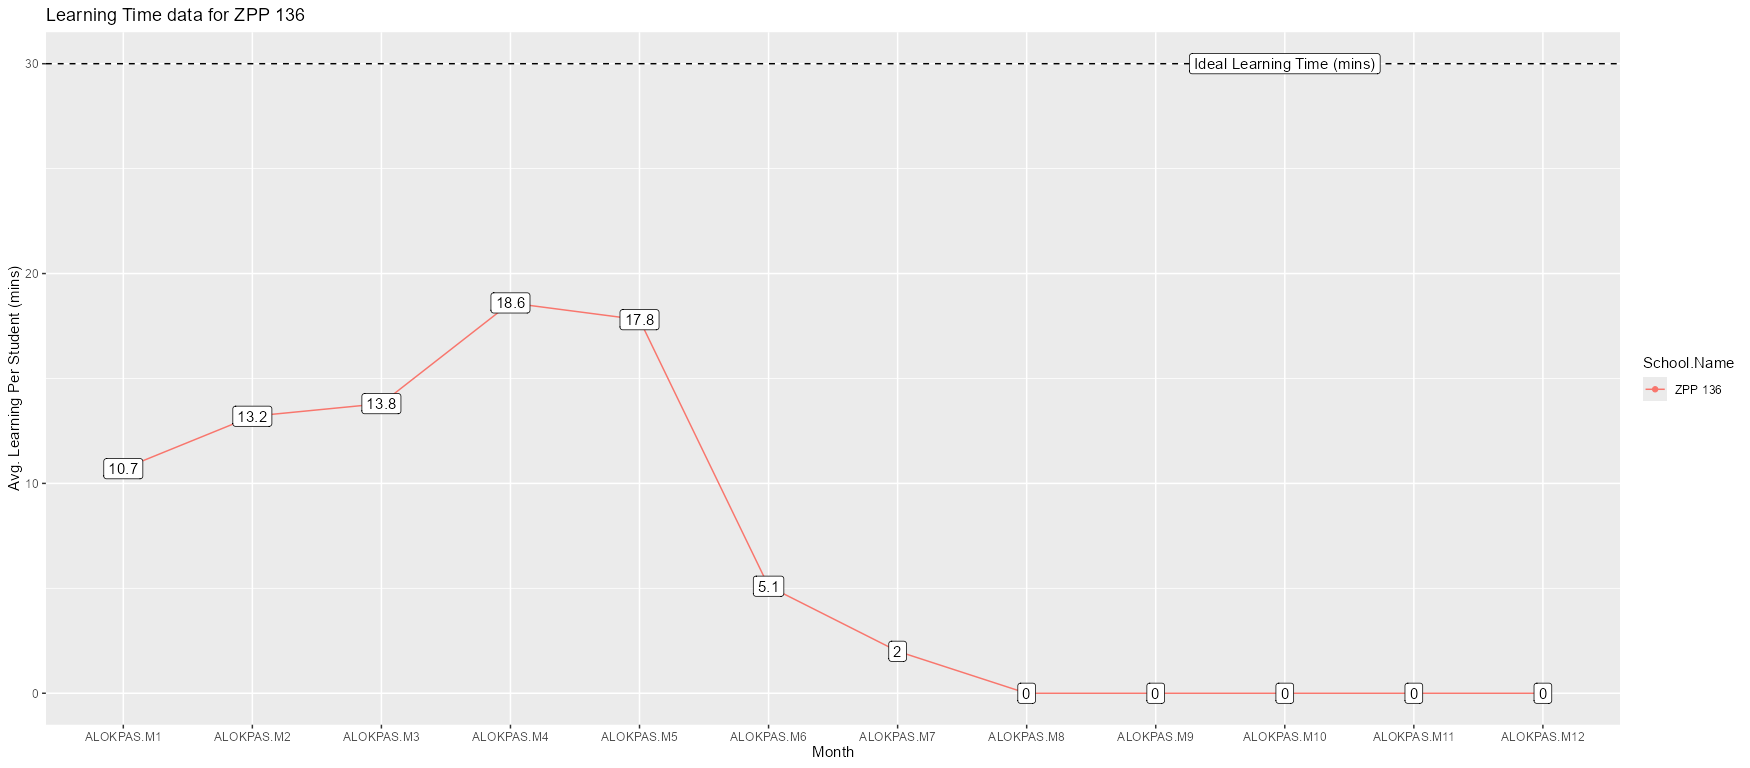 Learning Time data for ZPP 136
Avg. Learning Per Student (mins)
30
20
10
0
Ideal Learning Time (mins)
10.7
13.2
13.8
18.6
17.8
5.1
2
0
0
0
0
0
ALOKPAS.M1
ALOKPAS.M2
ALOKPAS.M3
ALOKPAS.M4
ALOKPAS.M5
ALOKPAS.M6
ALOKPAS.M7
ALOKPAS.M8
ALOKPAS.M9
ALOKPAS.M10
ALOKPAS.M11
ALOKPAS.M12
Month
School.Name
ZPP 136